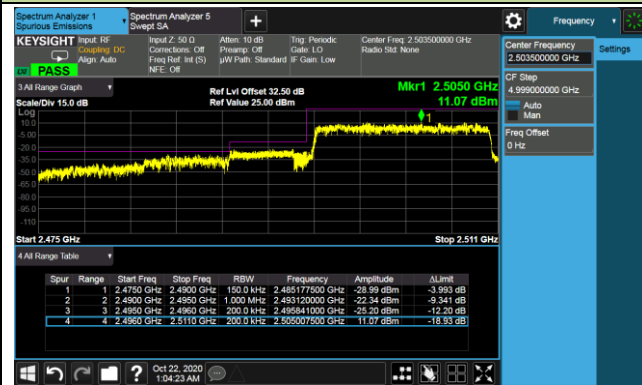 Spectrum Analyzer 1
Spurious Emissions
Spectrum Analyzer 5
Swept SA
Frequency
KEYSIGHT
Input: RF
Coupling: DC
Align: Auto
Input Z: 50 Ω
Corrections: Off
Freq Ref: Int (S)
NFE: Off
Atten: 10 dB
Preamp: Off
µW Path: Standard
Trig: Periodic
Gate: LO
IF Gain: Low
Center Freq: 2.503500000 GHz
Radio Std: None
PASS
Center Frequency
2.503500000 GHz
Settings
CF Step
4.999000000 GHz
Auto
Man
Freq Offset
0 Hz
3 All Range Graph
Scale/Div 15.0 dB
Ref Lvl Offset 32.50 dB
Ref Value 25.00 dBm
Mkr1 2.5050 GHz
11.07 dBm
Log
10.0
-5.00
-20.0
-35.0
-50.0
-65.0
-80.0
-95.0
-110
1
Start 2.475 GHz
Stop 2.511 GHz
4 All Range Table
Spur Range Start Freq Stop Freq RBW Frequency Amplitude ΔLimit
1 1 2.4750 GHz 2.4900 GHz 150.0 kHz 2.485177500 GHz -28.99 dBm -3.993 dB
2 2 2.4900 GHz 2.4950 GHz 1.000 MHz 2.493120000 GHz -22.34 dBm -9.341 dB
3 3 2.4950 GHz 2.4960 GHz 200.0 kHz 2.495841000 GHz -25.20 dBm -12.20 dB
4 4 2.4960 GHz 2.5110 GHz 200.0 kHz 2.505007500 GHz 11.07 dBm -18.93 dB
?
Oct 22, 2020
1:04:23 AM